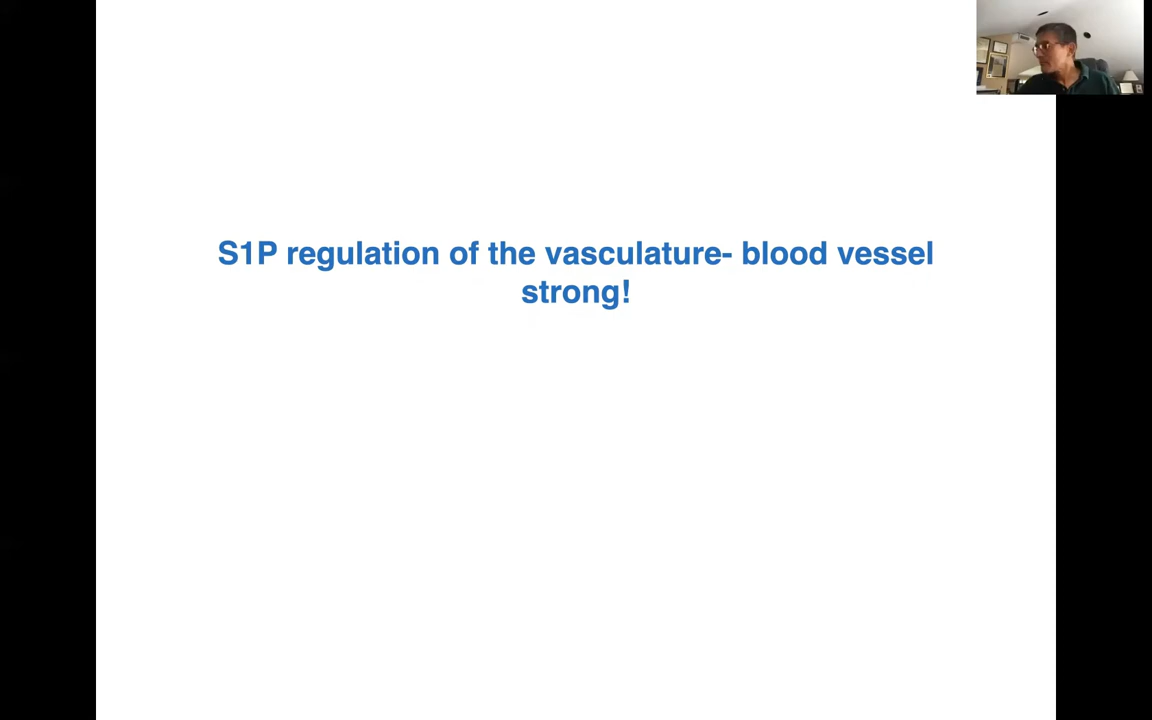 S1P regulation of the vasculature- blood vessel
strong!